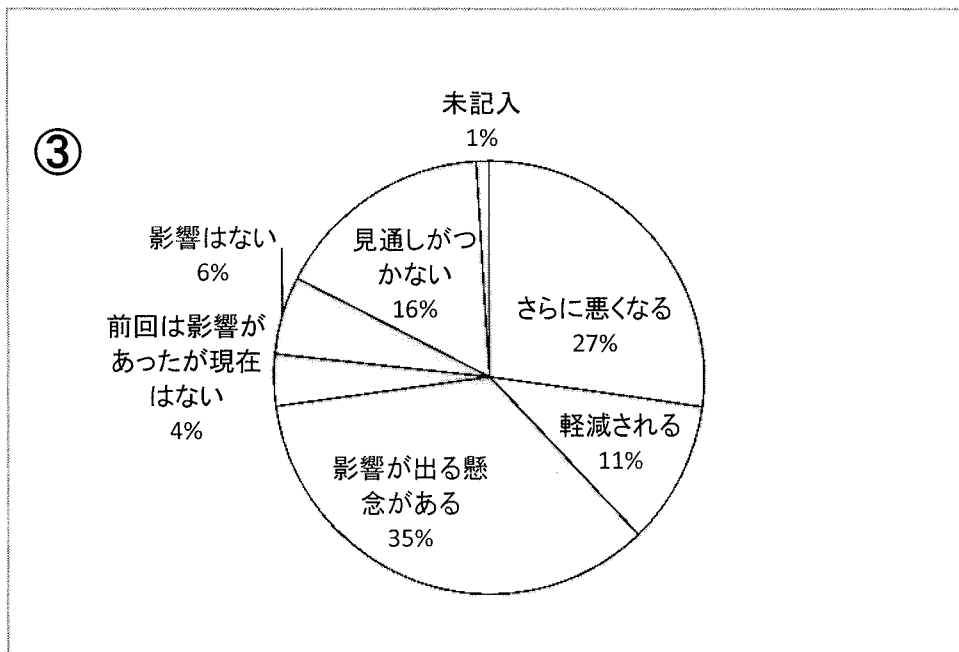 ③
未記入
1%
さらに悪くなる
27%
軽減される
11%
影響が出る懸
念がある
35%
前回は影響が
あったが現在
はない
4%
影響はない
6%
見通しがつ
かない
16%